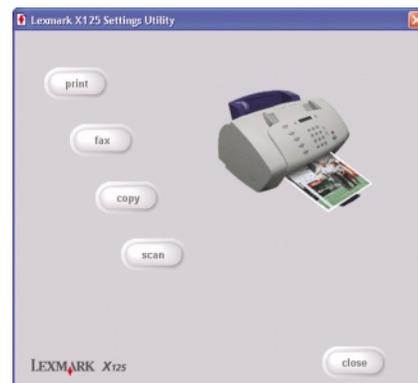 Lexmark X125 Settings Utility
print
fax
copy
scan
LEXMARK X125
close